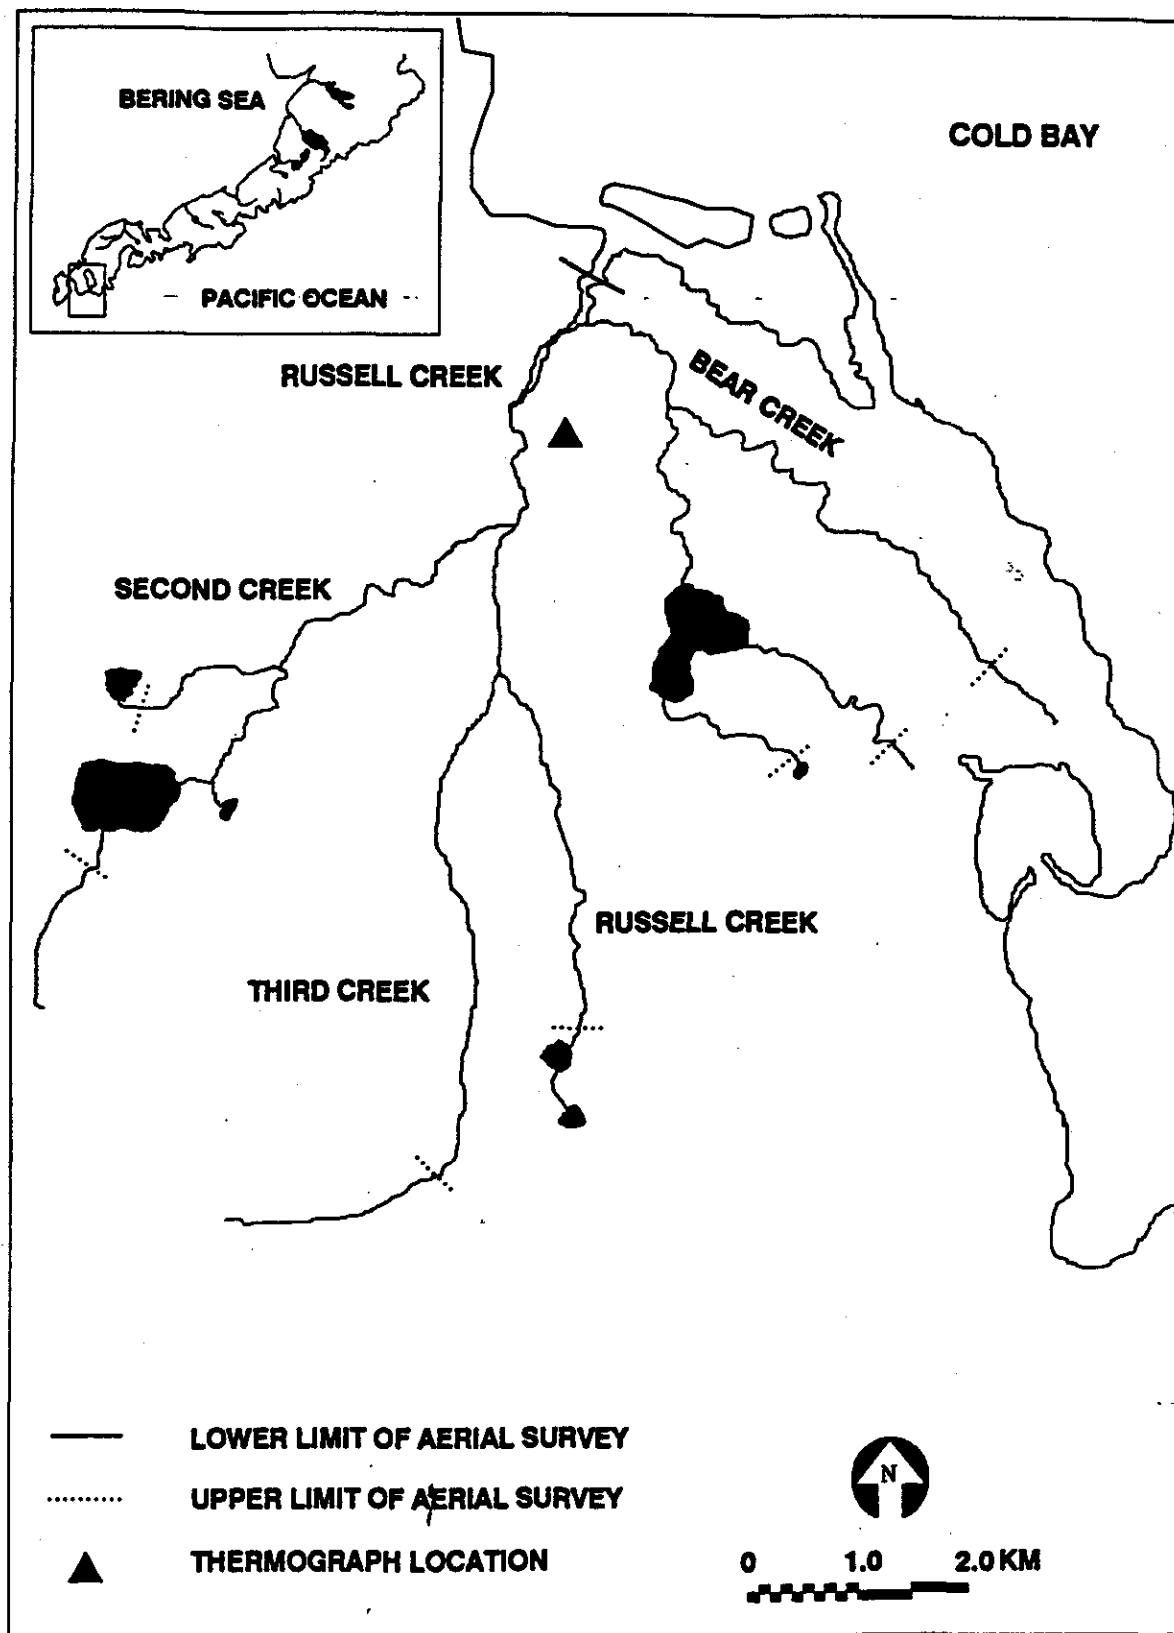 BERING SEA
COLD BAY
PACIFIC OCEAN
RUSSELL CREEK
BEAR CREEK
SECOND CREEK
RUSSELL CREEK
THIRD CREEK
LOWER LIMIT OF AERIAL SURVEY
UPPER LIMIT OF AERIAL SURVEY
N
THERMOGRAPH LOCATION
0 1.0 2.0 KM